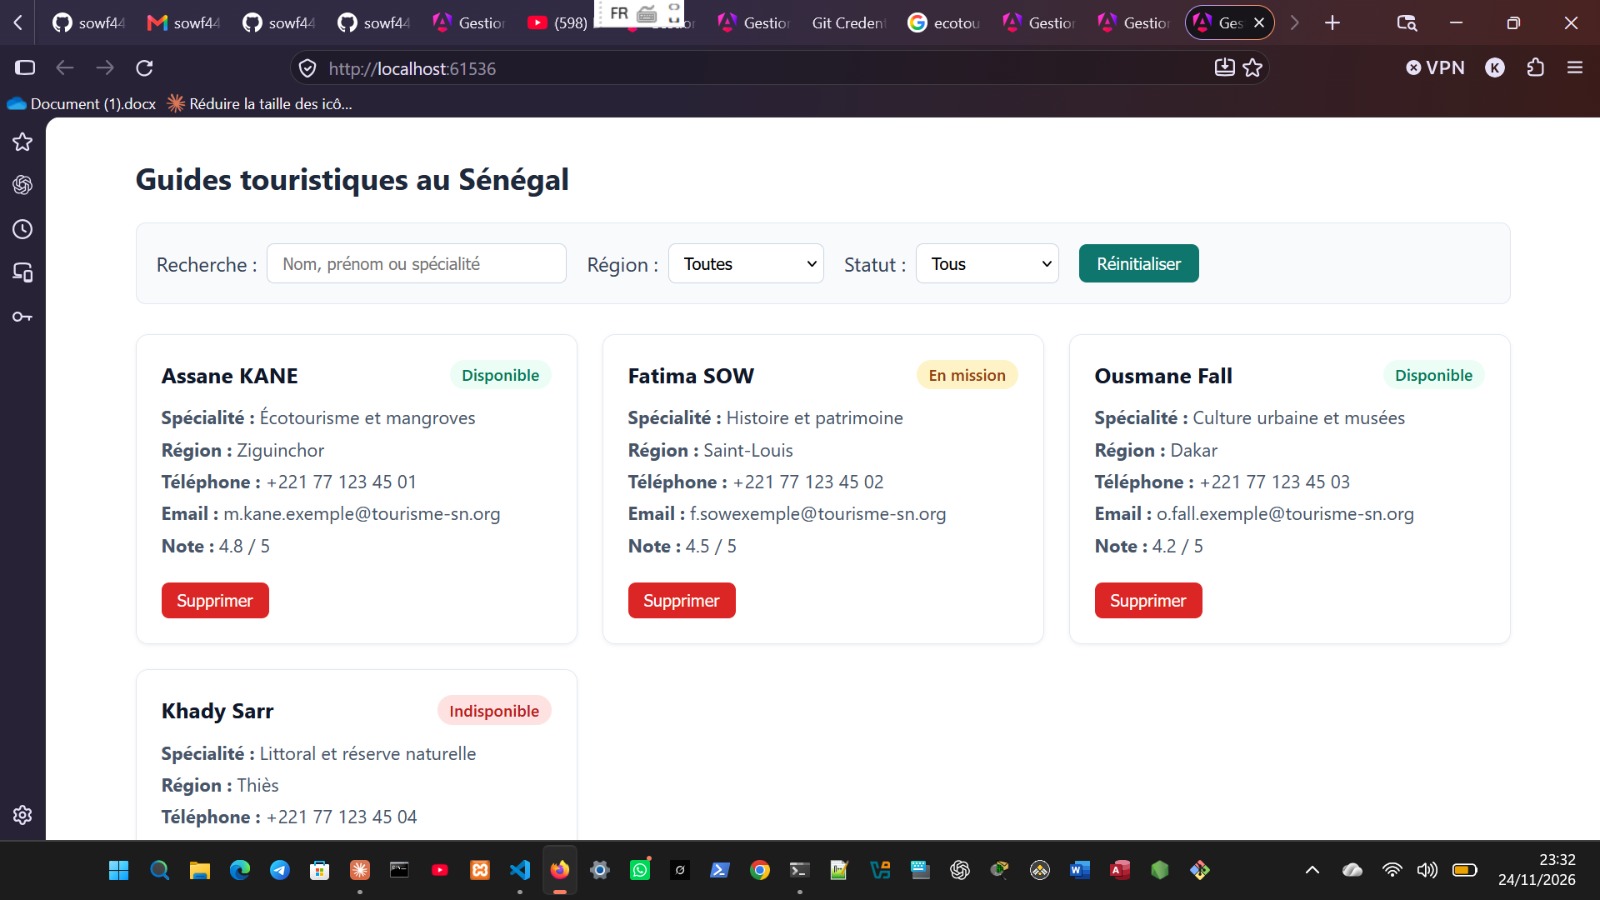 sowf44
sowf44
sowf44
sowf44
Gestion
(598)
FR
Gestion
Git Creden
ecotou
Gestion
Gestion
Ges
http://localhost:61536
VPN
K
Document (1).docx
Réduire la taille des icô...
Guides touristiques au Sénégal
Recherche : Nom, prénom ou spécialité Région : Toutes Statut : Tous Réinitialiser
Assane KANE
Disponible
Spécialité : Écotourisme et mangroves
Région : Ziguinchor
Téléphone : +221 77 123 45 01
Email : m.kane.exemple@tourisme-sn.org
Note : 4.8 / 5
Supprimer
Fatima SOW
En mission
Spécialité : Histoire et patrimoine
Région : Saint-Louis
Téléphone : +221 77 123 45 02
Email : f.sowexemple@tourisme-sn.org
Note : 4.5 / 5
Supprimer
Ousmane Fall
Disponible
Spécialité : Culture urbaine et musées
Région : Dakar
Téléphone : +221 77 123 45 03
Email : o.fall.exemple@tourisme-sn.org
Note : 4.2 / 5
Supprimer
Khady Sarr
Indisponible
Spécialité : Littoral et réserve naturelle
Région : Thiès
Téléphone : +221 77 123 45 04
23:32
24/11/2026